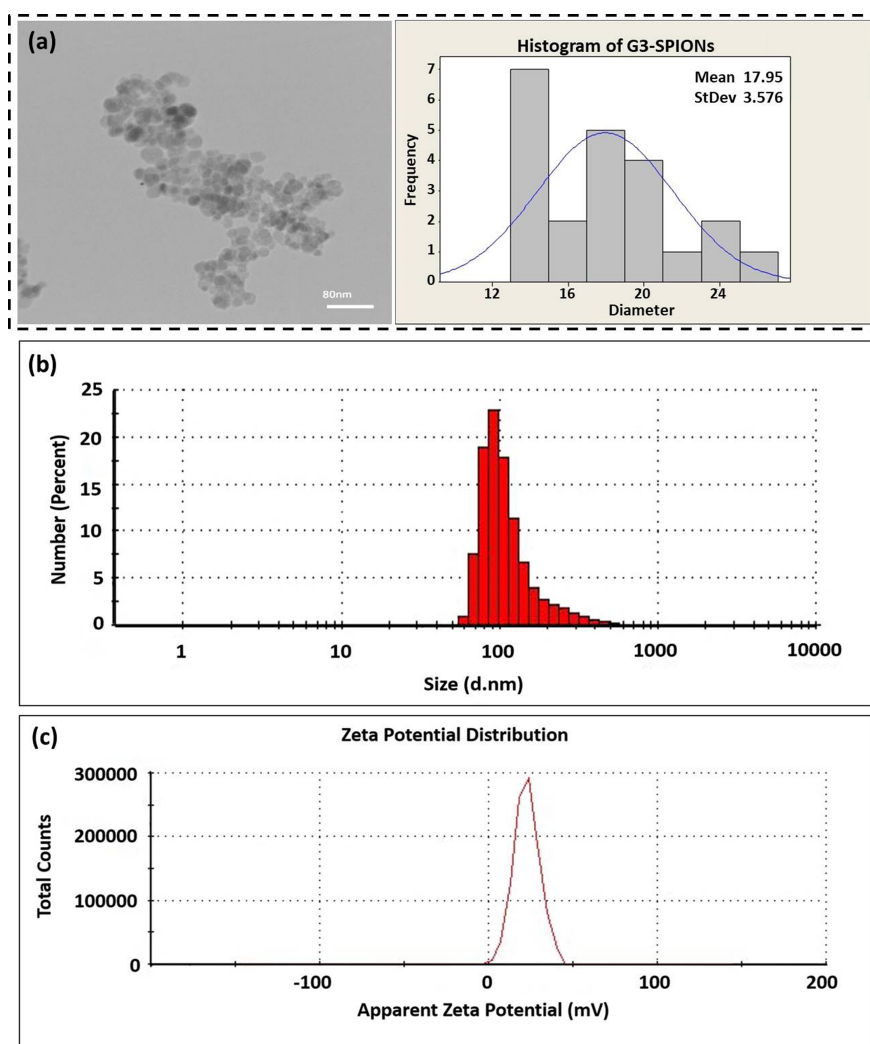 (a)
80nm
Histogram of G3-SPIONs
Mean 17.95
StDev 3.576
Frequency
7
6
5
4
3
2
1
0
12 16 20 24
Diameter
(b)
Number (Percent)
25
20
15
10
5
0
1 10 100 1000 10000
Size (d.nm)
(c)
Zeta Potential Distribution
Total Counts
300000
200000
100000
0
-100 0 100 200
Apparent Zeta Potential (mV)